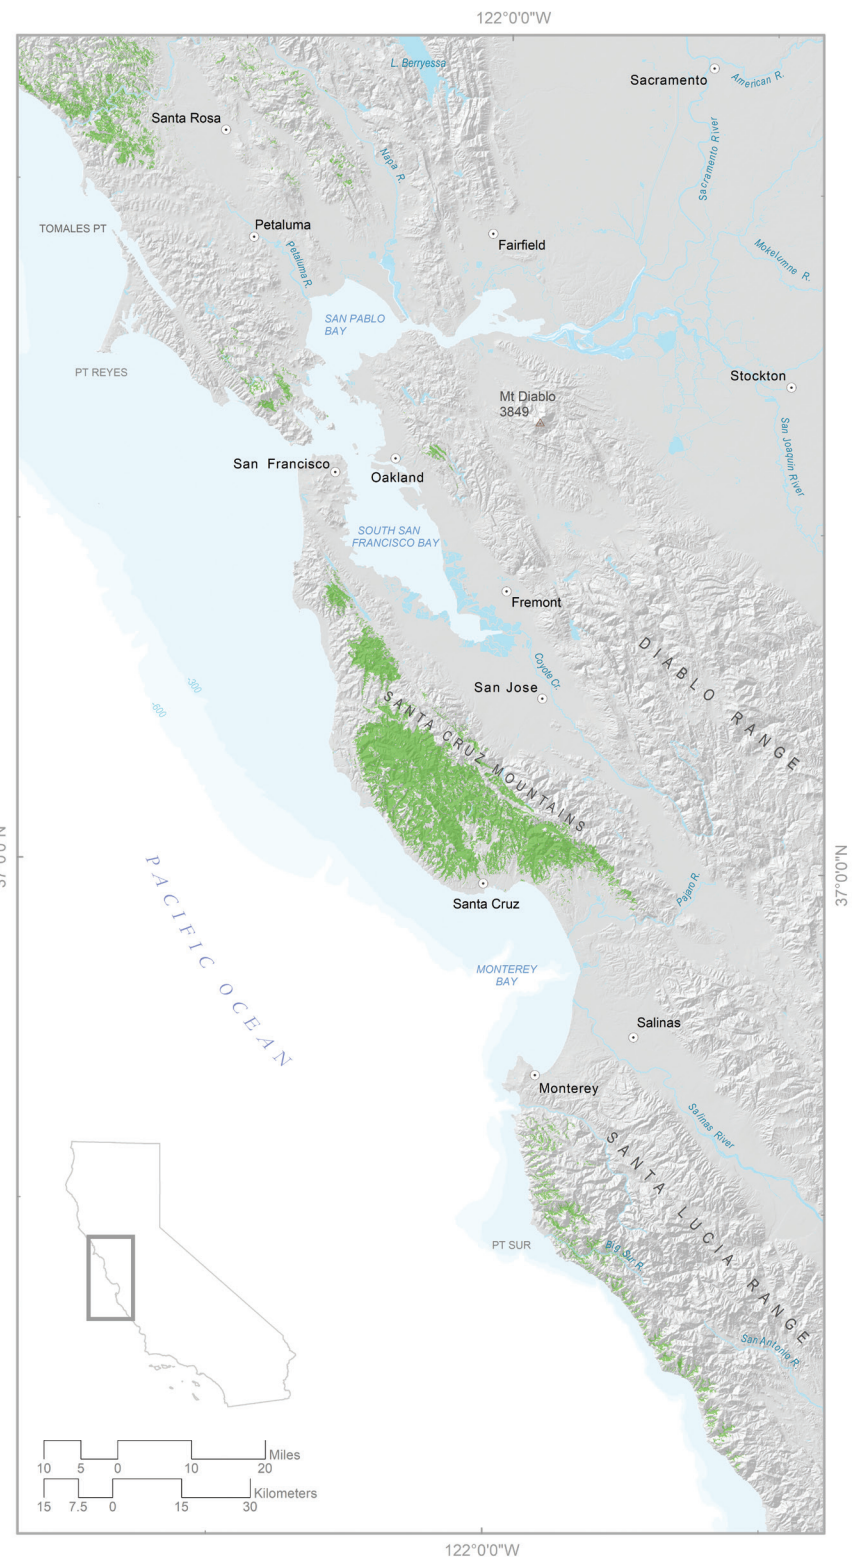 122°0'0"W
L. Berryessa
Sacramento
American R.
Santa Rosa
Sacramento River
Napa R.
TOMALES PT
Petaluma
Petaluma R.
Fairfield
Mokelumne R.
SAN PABLO
BAY
PT REYES
Stockton
Mt Diablo
3849
San Joaquin River
San Francisco
Oakland
SOUTH SAN
FRANCISCO BAY
Fremont
DIABLO RANGE
Coyote Cr.
San Jose
-300
-600
SANTA CRUZ MOUNTAINS
37°0'0"N
PACIFIC OCEAN
Pajaro R.
Santa Cruz
MONTEREY
BAY
Salinas
Monterey
Salinas River
SANTA LUCIA RANGE
PT SUR
Big Sur R.
San Antonio R.
Miles
10 5 0 10 20
Kilometers
15 7.5 0 15 30
122°0'0"W